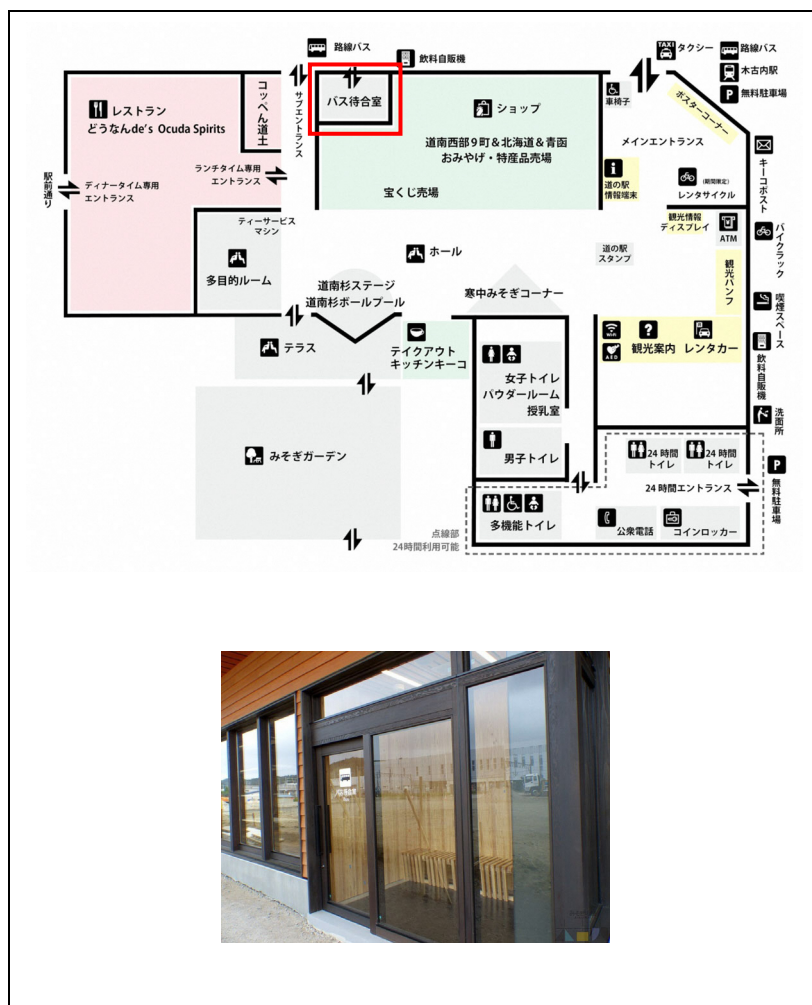 路線バス
飲料自販機
タクシー
路線バス
木古内駅
無料駐車場
コッペん道土
サブエントランス
バス待合室
ショップ
車椅子
ポスターコーナー
レストラン
どうなんde's Ocuda Spirits
道南西部9町&北海道&青函
おみやげ・特産品売場
メインエントランス
キーコポスト
駅前通り
ディナータイム専用
エントランス
ランチタイム専用
エントランス
宝くじ売場
道の駅
情報端末
(期間限定)
レンタサイクル
ティーサービス
マシン
観光情報
ディスプレイ
ATM
バイクラック
多目的ルーム
ホール
道の駅
スタンプ
観光パンフ
道南杉ステージ
道南杉ボールプール
寒中みそぎコーナー
喫煙スペース
テラス
テイクアウト
キッチンキーコ
WiFi
AED
観光案内
レンタカー
飲料自販機
女子トイレ
パウダールーム
授乳室
洗面所
みそぎガーデン
男子トイレ
24時間
トイレ
24時間
トイレ
無料駐車場
24時間エントランス
多機能トイレ
公衆電話
コインロッカー
点線部
24時間利用可能